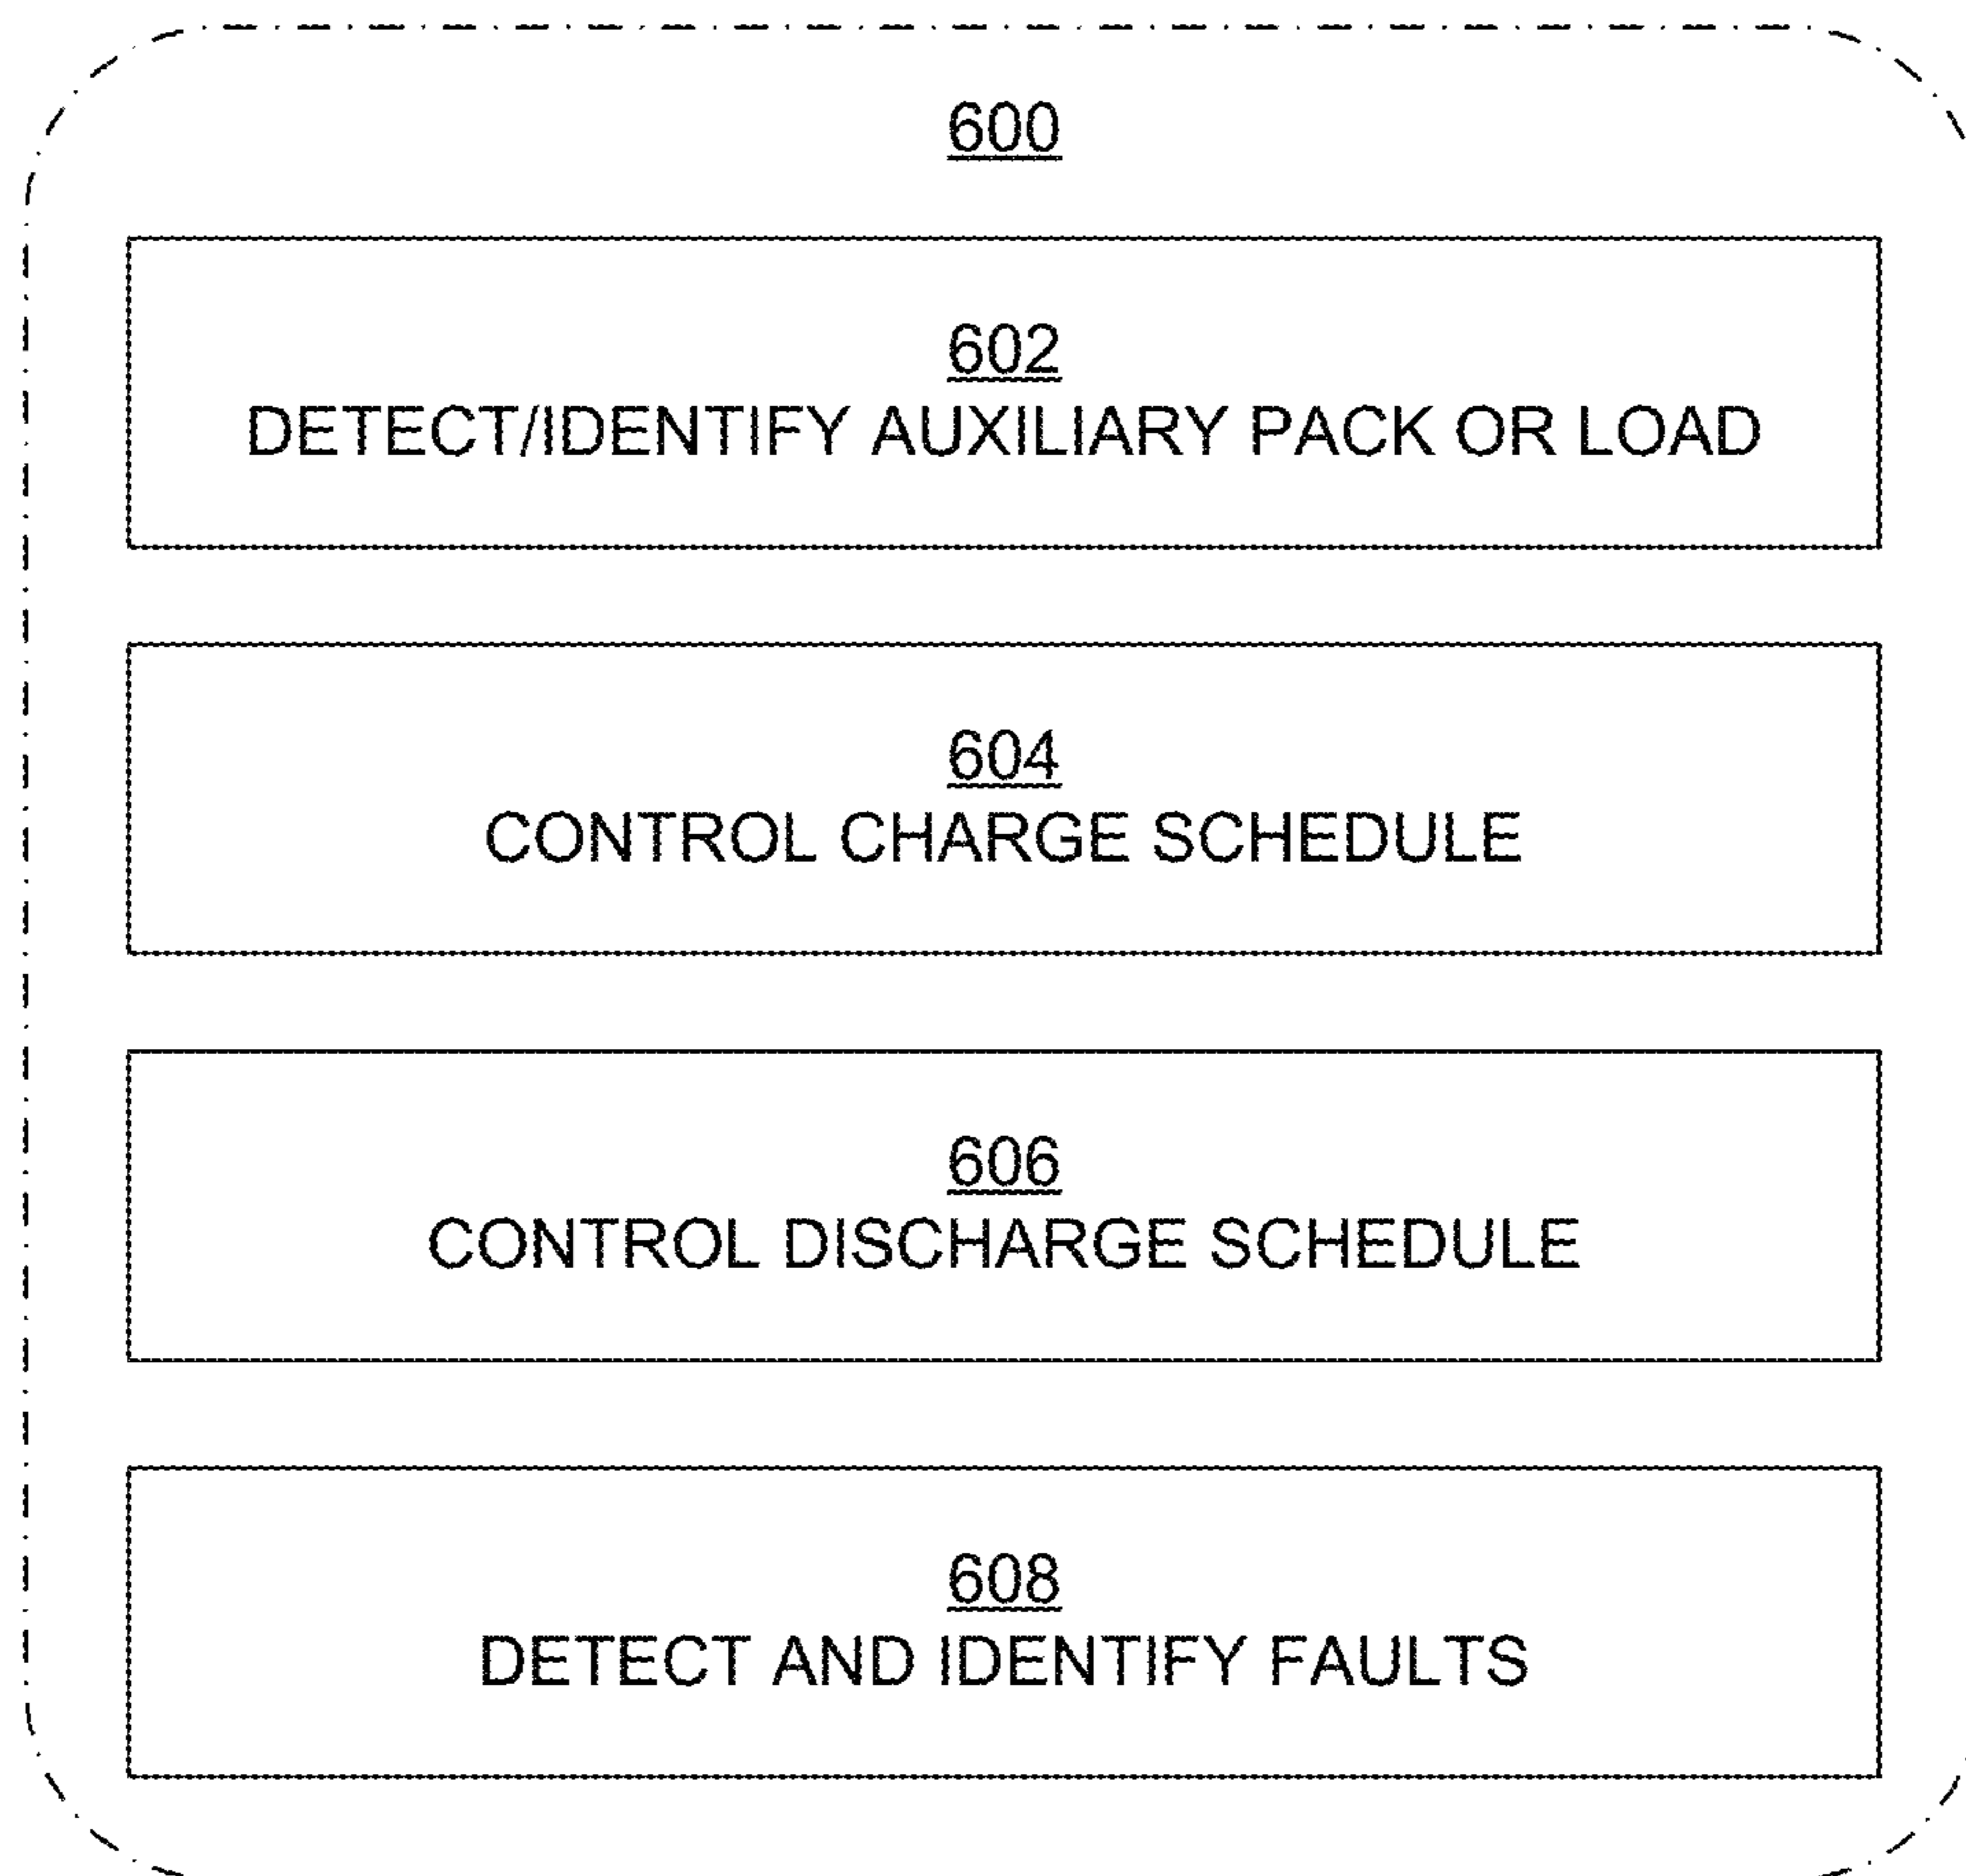 600
602
DETECT/IDENTIFY AUXILIARY PACK OR LOAD
604
CONTROL CHARGE SCHEDULE
606
CONTROL DISCHARGE SCHEDULE
608
DETECT AND IDENTIFY FAULTS